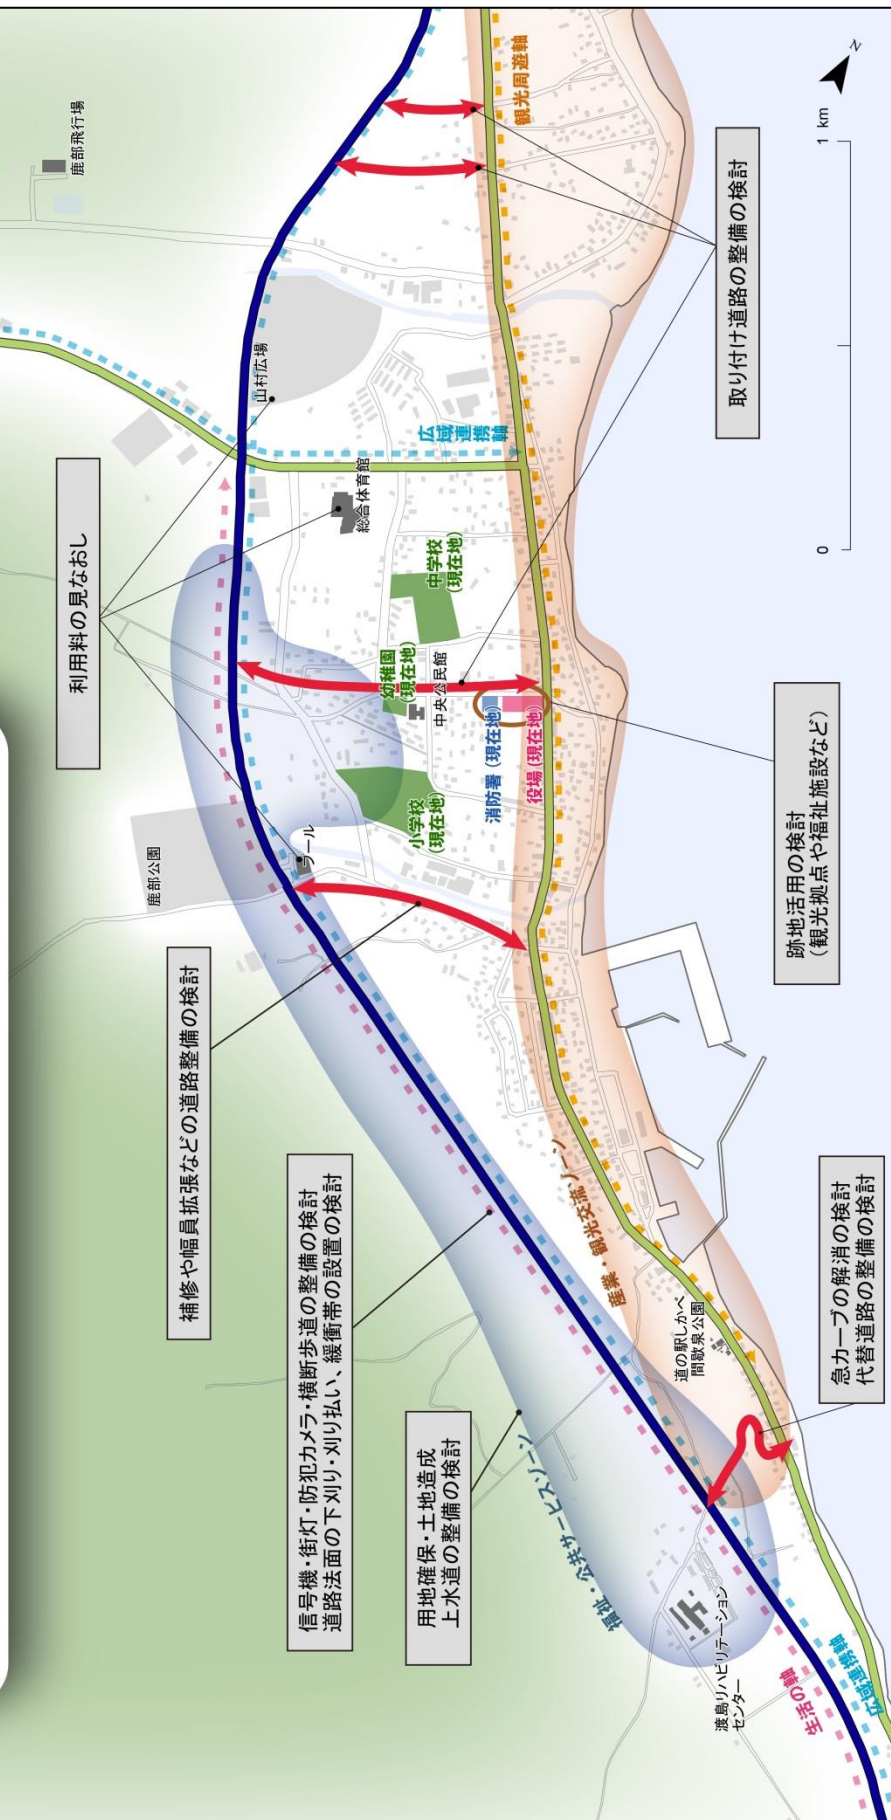 利用料の見なおし
補修や幅員拡張などの道路整備の検討
信号機・街灯・防犯カメラ・横断歩道の整備の検討
道路法面の下刈り・刈り払い、緩衝帯の設置の検討
用地確保・土地造成
上水道の整備の検討
福祉・公共サービスゾーン
渡島リハビリテーション
センター
生活の軸
広域連携軸
鹿部公園
プール
小学校
(現在地)
幼稚園
(現在地)
中央公民館
中学校
(現在地)
消防署(現在地)
役場(現在地)
総合体育館
山村広場
鹿部飛行場
広域連携
軸
観光周遊軸
産業・観光交流ゾーン
道の駅しかべ
間歇泉公園
取り付け道路の整備の検討
跡地活用の検討
(観光拠点や福祉施設など)
急カーブの解消の検討
代替道路の整備の検討
0
1 km
N